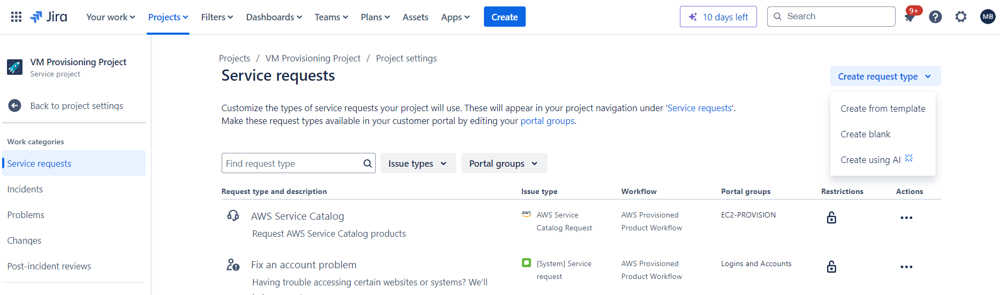 Jira
Your work
Projects
Filters
Dashboards
Teams
Plans
Assets
Apps
Create
10 days left
Search
9+
MB
VM Provisioning Project
Service project
Back to project settings
Work categories
Service requests
Incidents
Problems
Changes
Post-incident reviews
Projects / VM Provisioning Project / Project settings
Service requests
Create request type
Create from template
Create blank
Create using AI
Customize the types of service requests your project will use. These will appear in your project navigation under 'Service requests'.
Make these request types available in your customer portal by editing your portal groups.
Find request type
Issue types
Portal groups
Request type and description
Issue type
Workflow
Portal groups
Restrictions
Actions
AWS Service Catalog
Request AWS Service Catalog products
aws
AWS Service
Catalog Request
AWS Provisioned
Product Workflow
EC2-PROVISION
Fix an account problem
Having trouble accessing certain websites or systems? We'll
[System] Service
request
AWS Provisioned
Product Workflow
Logins and Accounts